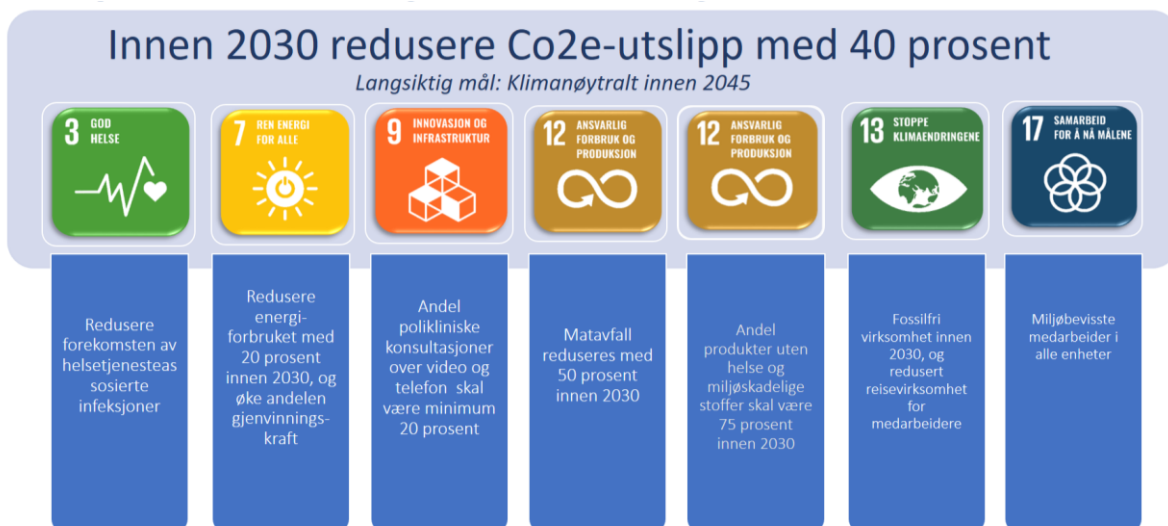 Innen 2030 redusere Co2e-utslipp med 40 prosent
Langsiktig mål: Klimanøytralt innen 2045
3 GOD
HELSE
7 REN ENERGI
FOR ALLE
9 INNOVASJON OG
INFRASTRUKTUR
12 ANSVARLIG
FORBRUK OG
PRODUKSJON
12 ANSVARLIG
FORBRUK OG
PRODUKSJON
13 STOPPE
KLIMAENDRINGENE
17 SAMARBEID
FOR Å NÅ MÅLENE
Redusere
forekomsten av
helsetjenesteas
sosierte
infeksjoner
Redusere
energi-
forbruket med
20 prosent
innen 2030, og
øke andelen
gjenvinnings-
kraft
Andel
polikliniske
konsultasjoner
over video og
telefon skal
være minimum
20 prosent
Matavfall
reduseres med
50 prosent
innen 2030
Andel
produkter uten
helse og
miljøskadelige
stoffer skal være
75 prosent
innen 2030
Fossilfri
virksomhet innen
2030, og
redusert
reisevirksomhet
for
medarbeidere
Miljøbevisste
medarbeider i
alle enheter